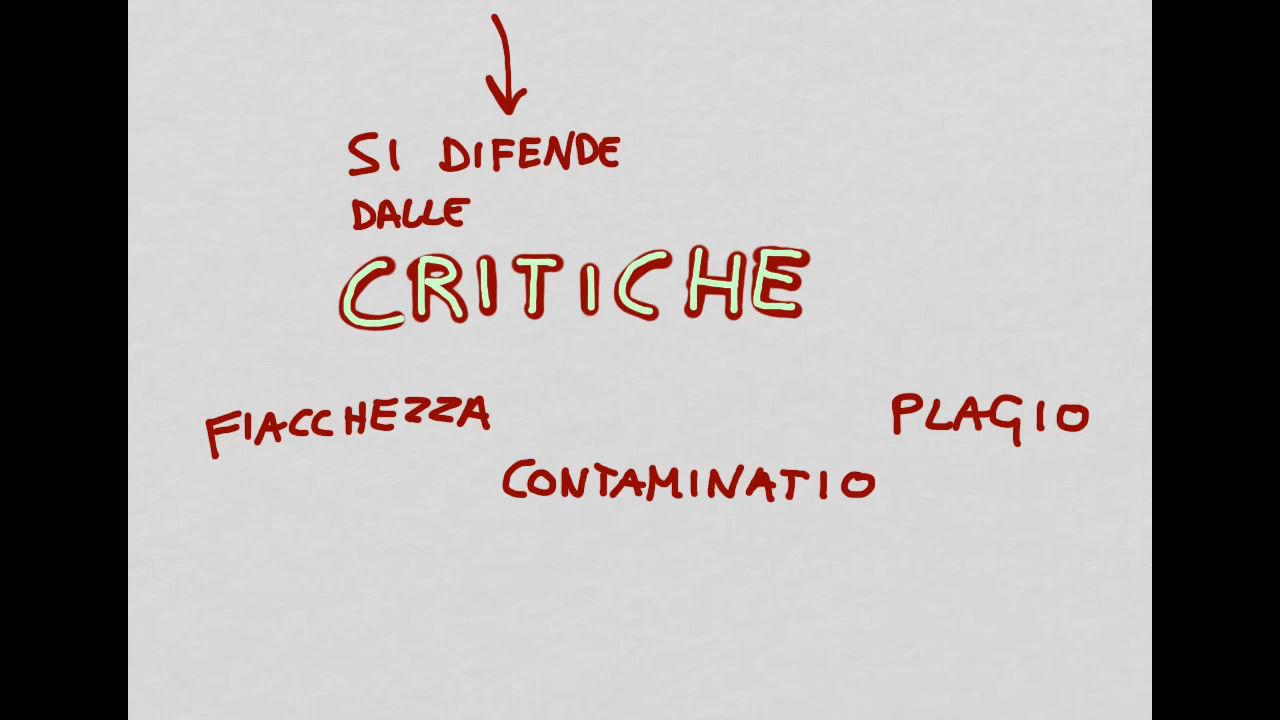 SI DIFENDE
DALLE
CRITICHE
FIACCHEZZA
CONTAMINATIO
PLAGIO